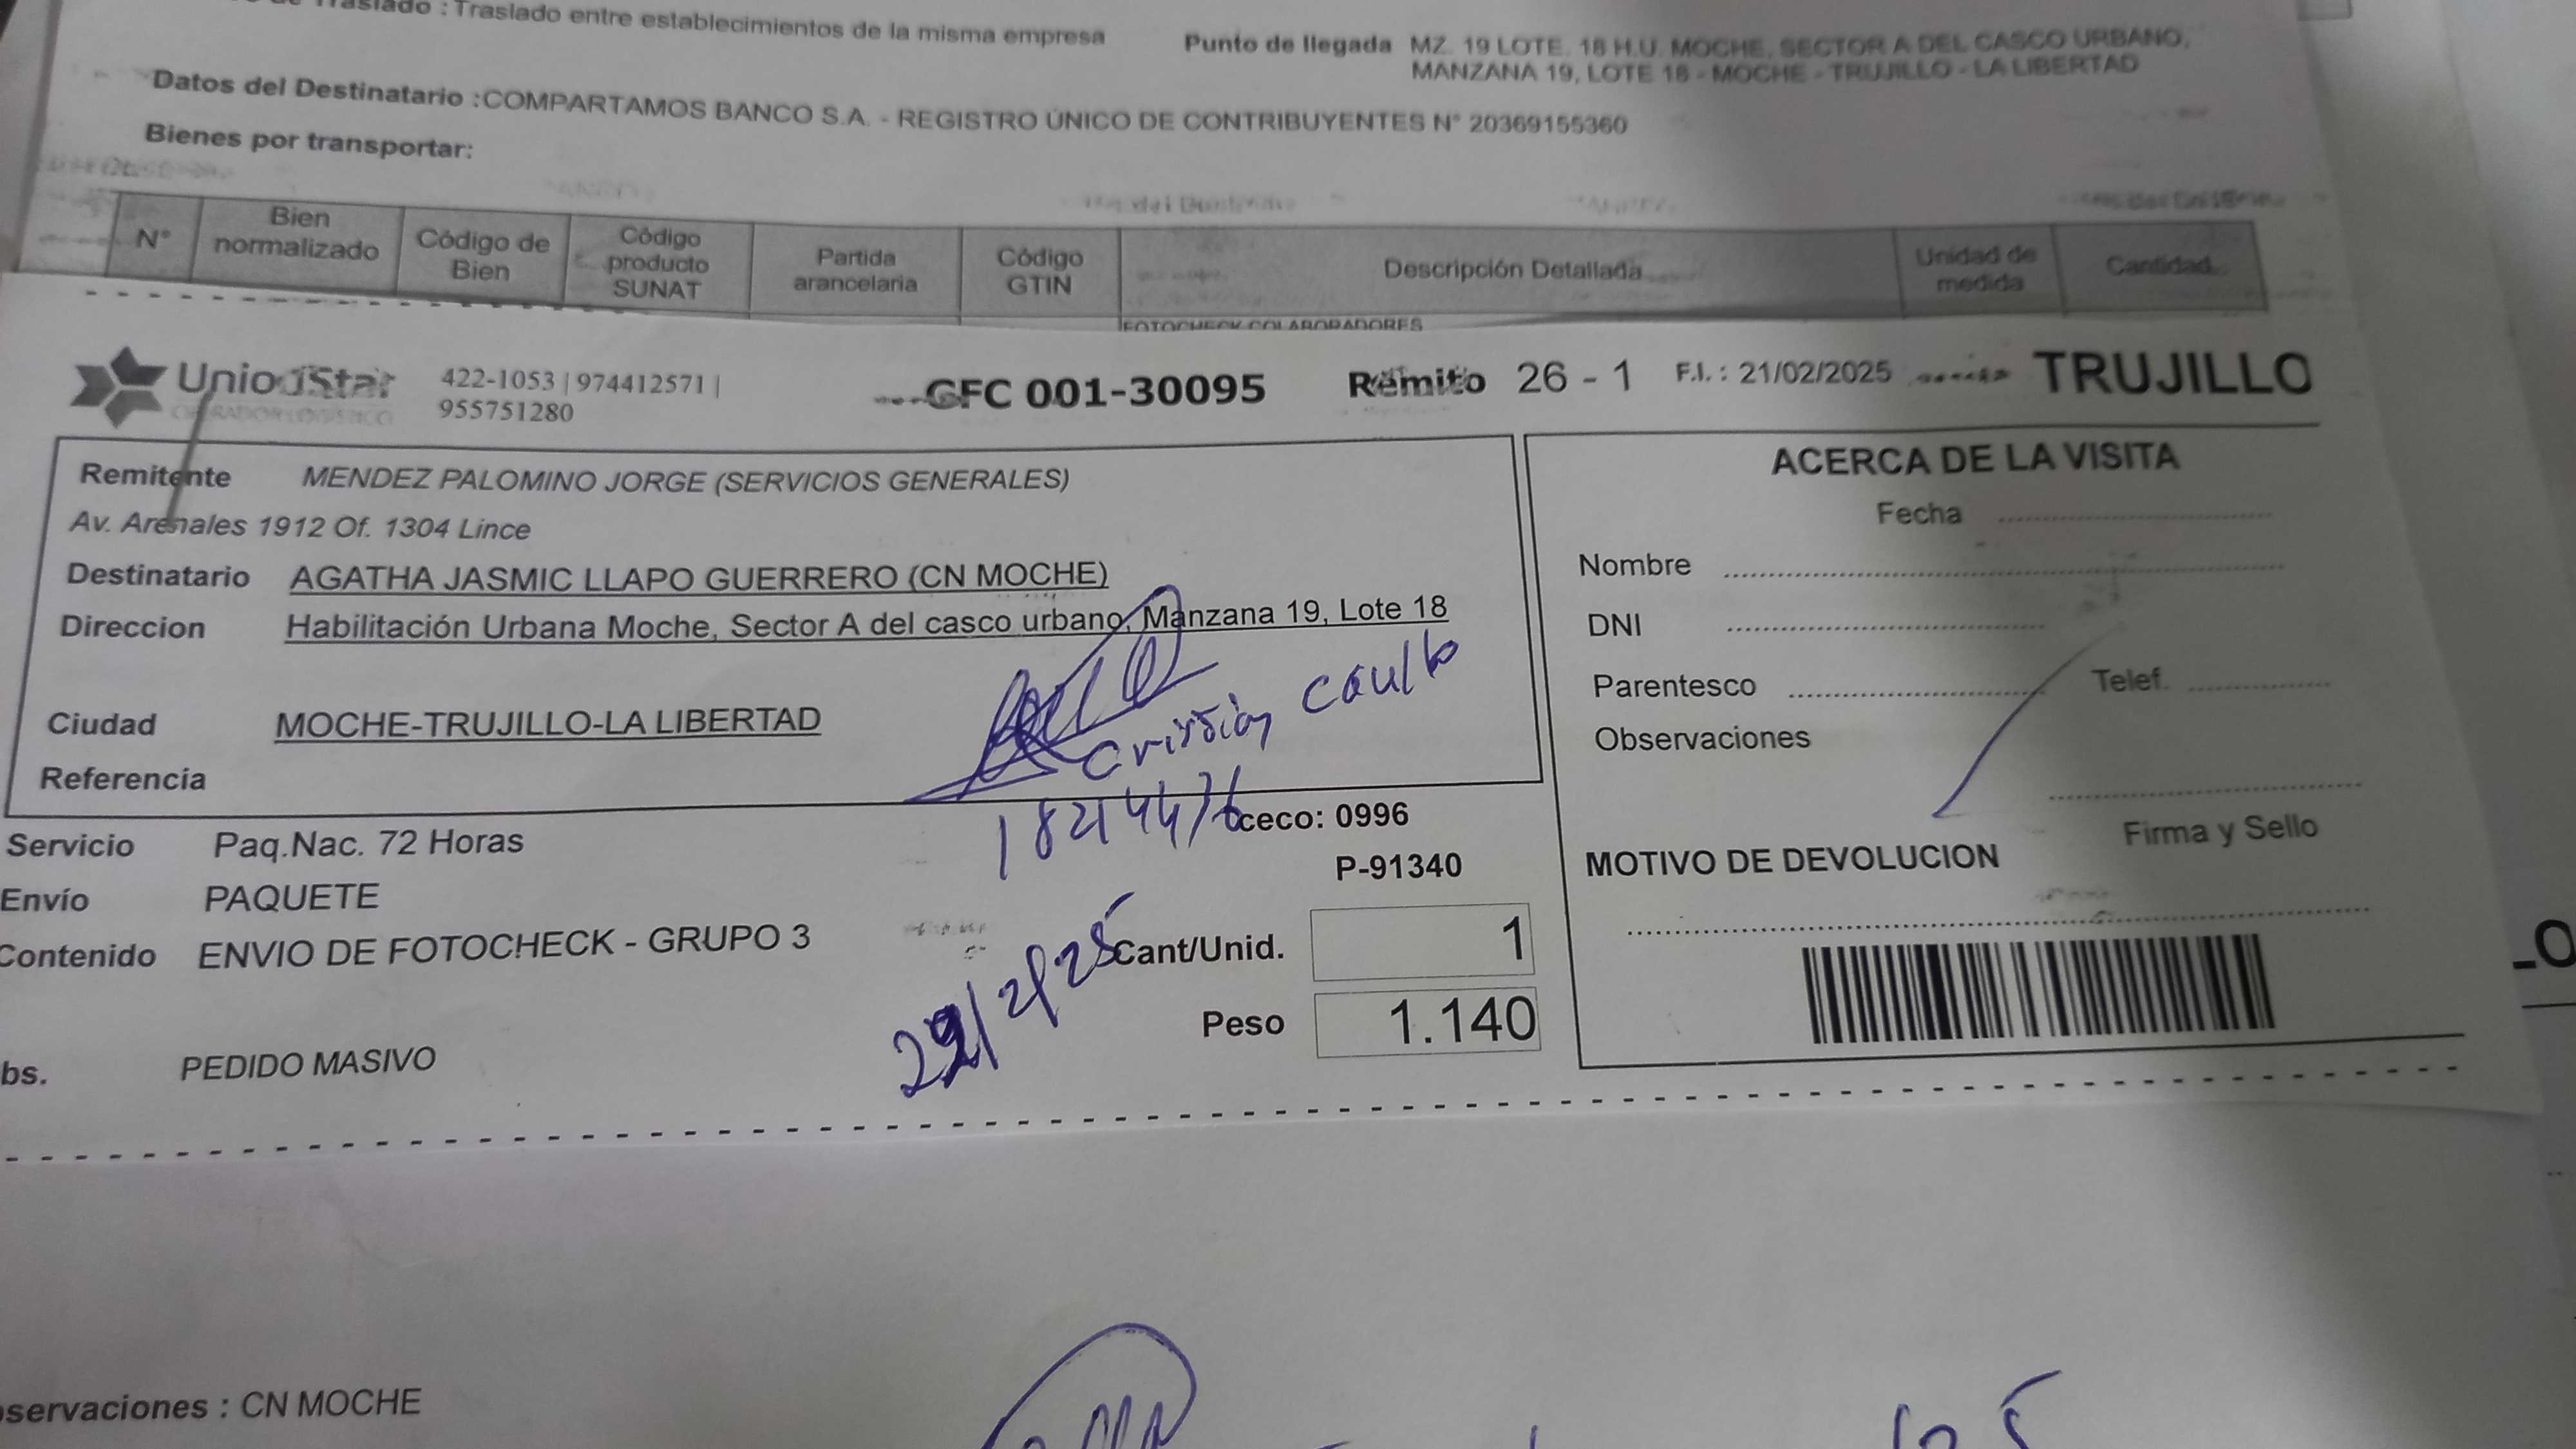 Traslado : Traslado entre establecimientos de la misma empresa
Punto de llegada MZ. 19 LOTE. 18 H.U. MOCHE, SECTOR A DEL CASCO URBANO,
MANZANA 19, LOTE 18 - MOCHE - TRUJILLO - LA LIBERTAD
Datos del Destinatario : COMPARTAMOS BANCO S.A. - REGISTRO ÚNICO DE CONTRIBUYENTES N° 20369155360
Bienes por transportar:
N° Bien normalizado Código de Bien Código producto SUNAT Partida arancelaria Código GTIN Descripción Detallada Unidad de medida Cantidad
FOTOCHECK COLABORADORES
UnionStar 422-1053 | 974412571 |
955751280
OPERADOR LOGISTICO
GFC 001-30095 Remito 26 - 1 F.I. : 21/02/2025 TRUJILLO
Remitente MENDEZ PALOMINO JORGE (SERVICIOS GENERALES)
Av. Arenales 1912 Of. 1304 Lince
Destinatario AGATHA JASMIC LLAPO GUERRERO (CN MOCHE)
Direccion Habilitación Urbana Moche, Sector A del casco urbano, Manzana 19, Lote 18
Ciudad MOCHE-TRUJILLO-LA LIBERTAD
Referencia
18214476
Servicio Paq.Nac. 72 Horas
ceco: 0996
P-91340
Envío PAQUETE
Contenido ENVIO DE FOTOCHECK - GRUPO 3
Cant/Unid. 1
Peso 1.140
bs. PEDIDO MASIVO
ACERCA DE LA VISITA
Fecha
Nombre
DNI
Parentesco Telef.
Observaciones
Firma y Sello
MOTIVO DE DEVOLUCION
LO
servaciones : CN MOCHE